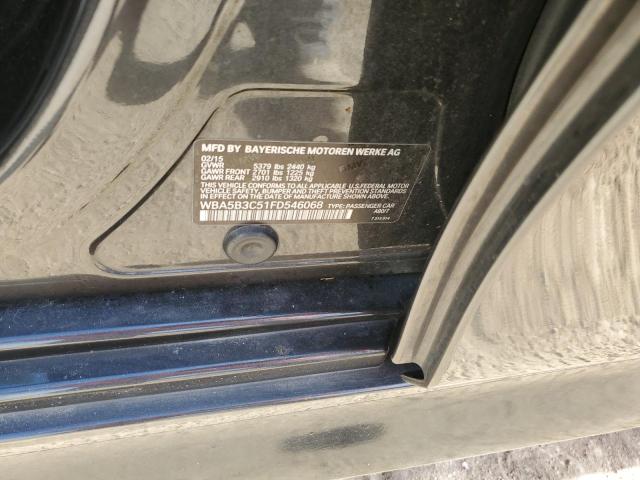 MFD BY BAYERISCHE MOTOREN WERKE AG
02/15
GVWR 5379 lbs 2440 kg
GAWR FRONT 2701 lbs 1225 kg
GAWR REAR 2910 lbs 1320 kg
THIS VEHICLE CONFORMS TO ALL APPLICABLE U.S.FEDERAL MOTOR
VEHICLE SAFETY, BUMPER AND THEFT PREVENTION STANDARDS
IN EFFECT ON THE DATE OF MANUFACTURE SHOWN ABOVE.
WBA5B3C51FD546068 TYPE: PASSENGER CAR